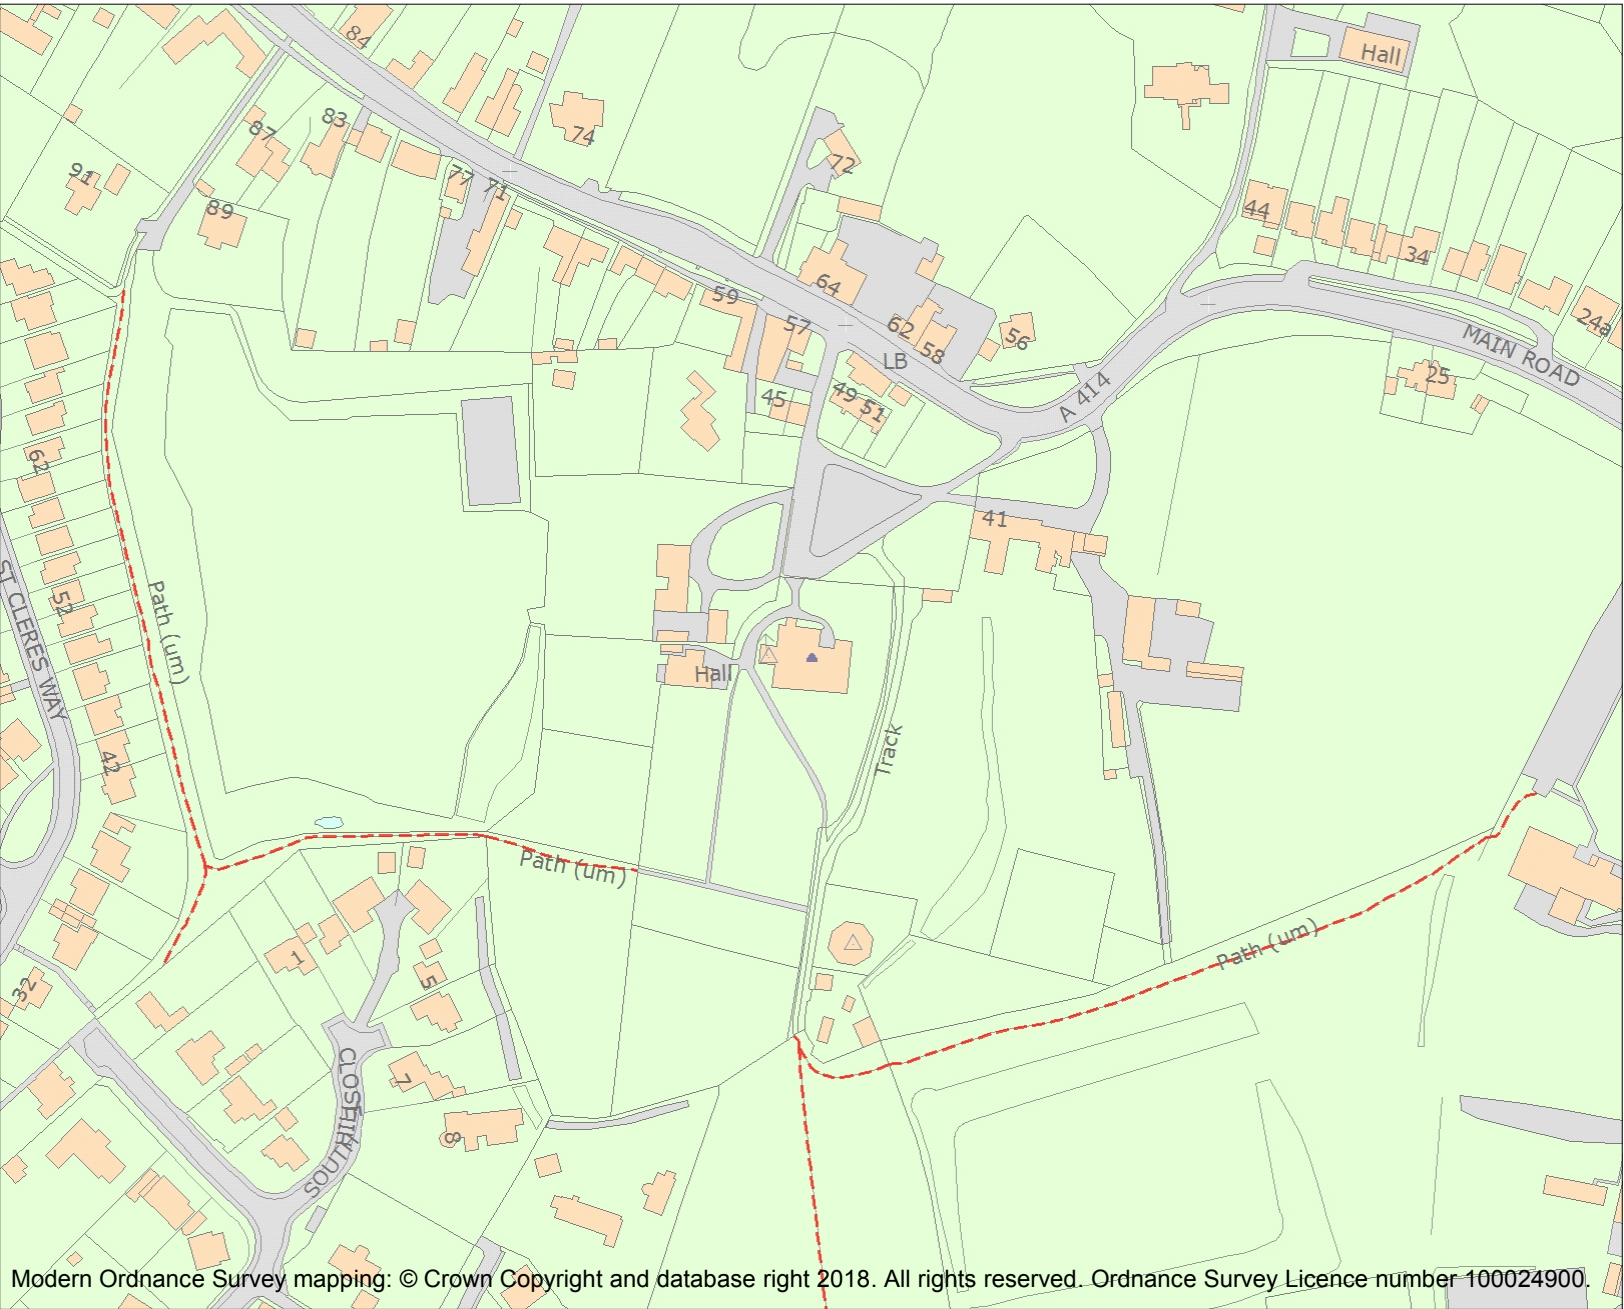 84
Hall
83
87
74
72
91
77
71
89
44
34
64
59
57
62
58
56
LB
24a
MAIN ROAD
25
A 414
45
49
51
62
41
52
Path (um)
ST CLERES WAY
Hall
Track
42
Path (um)
Path (um)
1
5
32
7
8
SOUTHFIELD CLOSE
Modern Ordnance Survey mapping: © Crown Copyright and database right 2018. All rights reserved. Ordnance Survey Licence number 100024900.